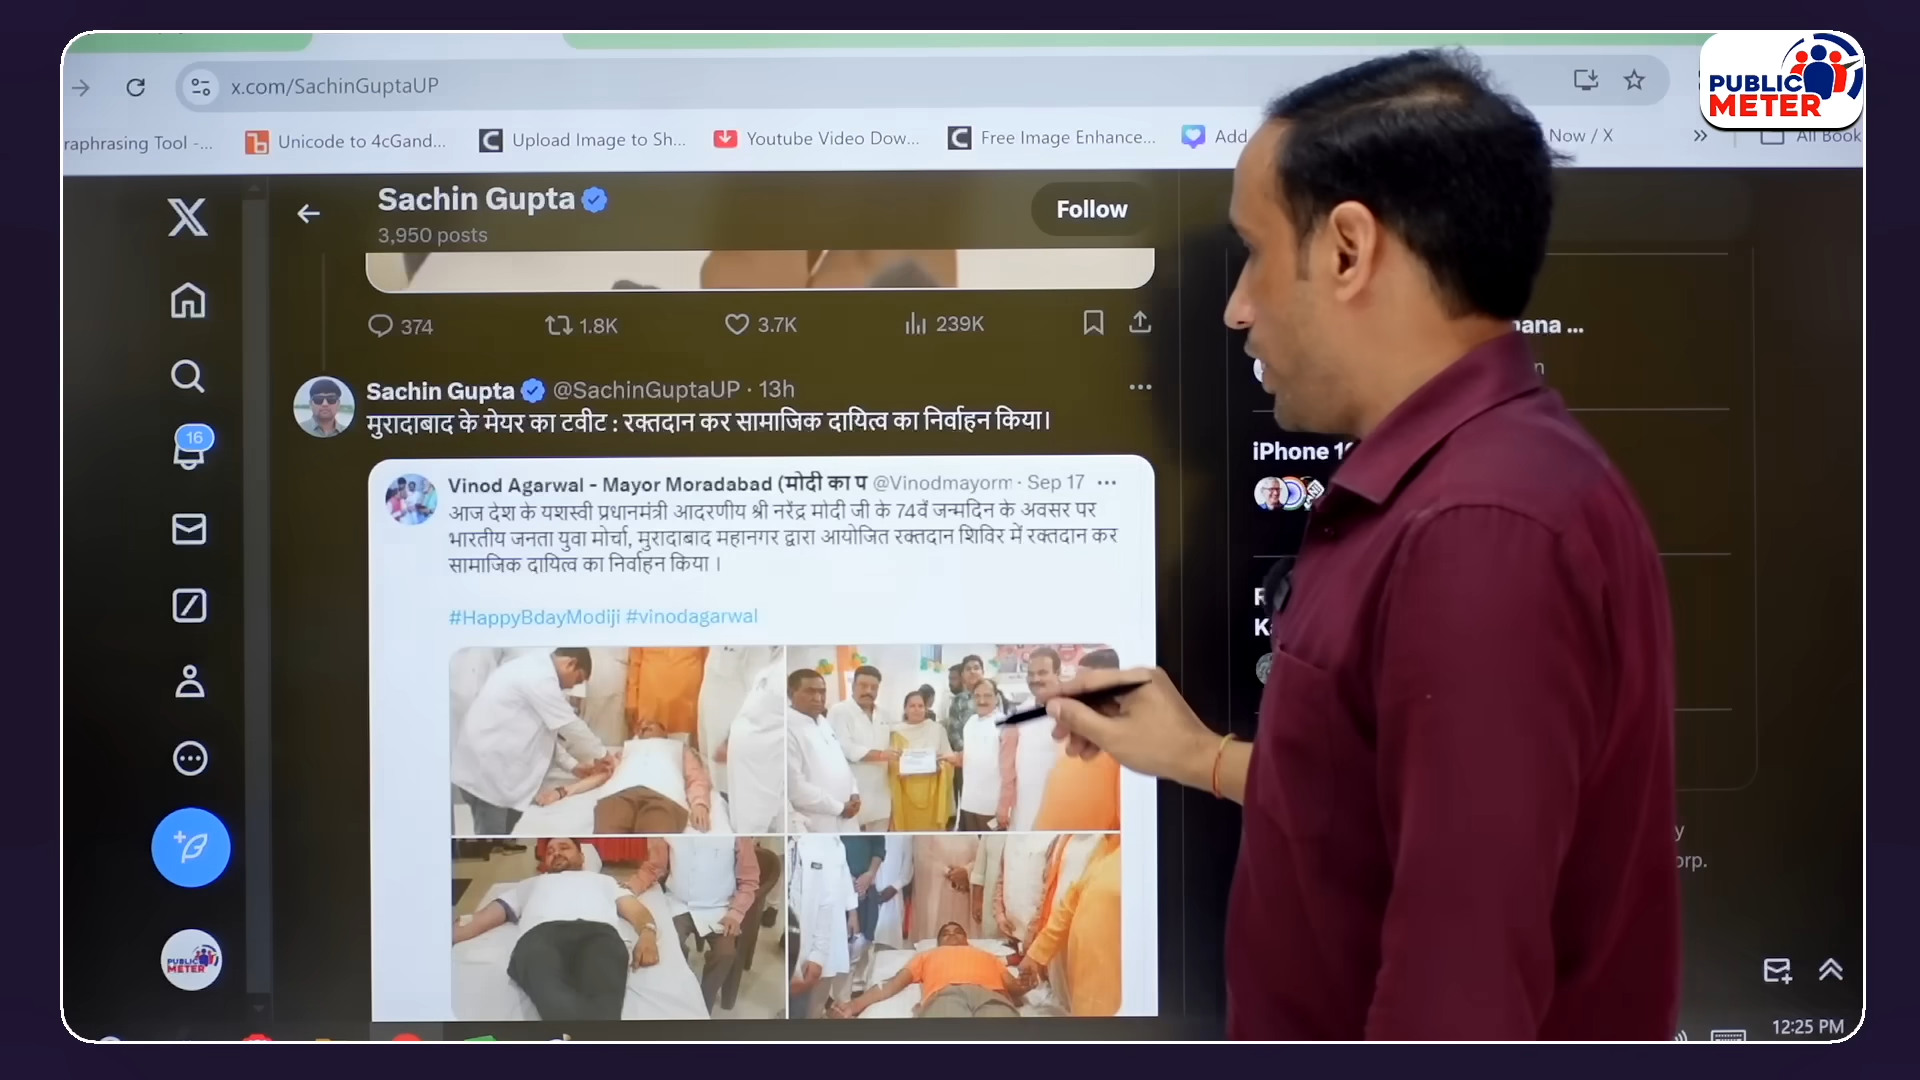 PUBLIC
METER
x.com/SachinGuptaUP
raphrasing Tool -...
Unicode to 4cGand...
Upload Image to Sh...
Youtube Video Dow...
Free Image Enhance...
Add
Now / X
All Book
Sachin Gupta
3,950 posts
Follow
374
1.8K
3.7K
239K
Sachin Gupta @SachinGuptaUP · 13h
मुरादाबाद के मेयर का टवीट : रक्तदान कर सामाजिक दायित्व का निर्वाहन किया।
Vinod Agarwal - Mayor Moradabad (मोदी का प @Vinodmayorm · Sep 17
आज देश के यशस्वी प्रधानमंत्री आदरणीय श्री नरेंद्र मोदी जी के 74वें जन्मदिन के अवसर पर
भारतीय जनता युवा मोर्चा, मुरादाबाद महानगर द्वारा आयोजित रक्तदान शिविर में रक्तदान कर
सामाजिक दायित्व का निर्वाहन किया ।
#HappyBdayModiji #vinodagarwal
16
iPhone 1
PUBLIC
METER
12:25 PM